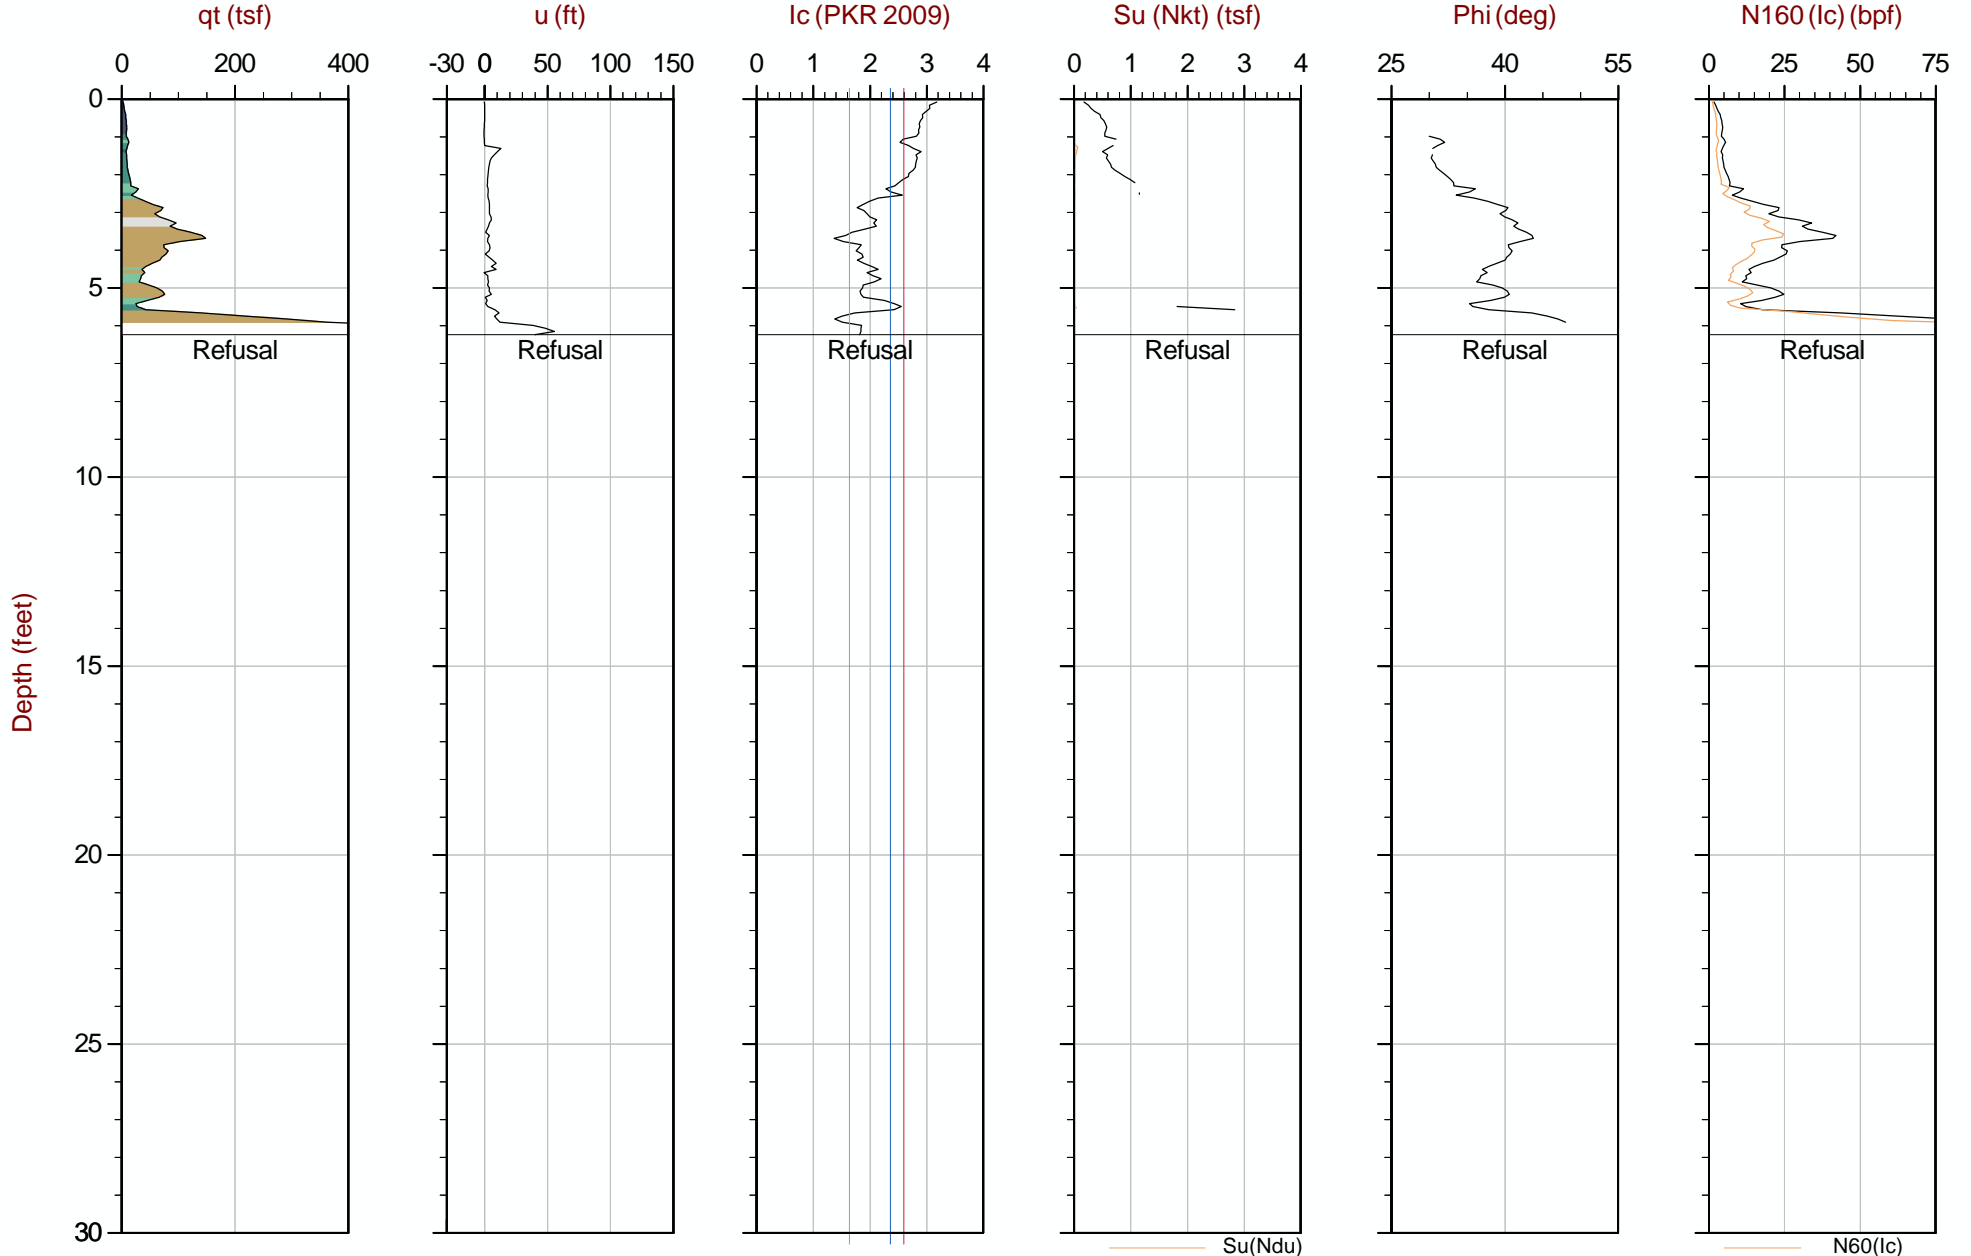 qt (tsf)
u (ft)
Ic (PKR 2009)
Su (Nkt) (tsf)
Phi (deg)
N160 (Ic) (bpf)
0 200 400
-30 0 50 100 150
0 1 2 3 4
0 1 2 3 4
25 40 55
0 25 50 75
0
5
10
15
20
25
30
Depth (feet)
Refusal
Refusal
Refusal
Refusal
Refusal
Refusal
Su(Ndu)
N60(Ic)